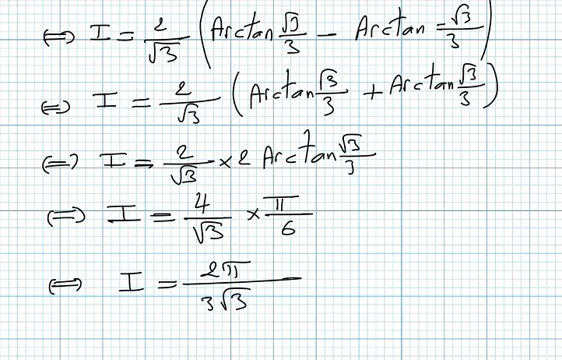 ⇔ I = 2/√3 (Arctan √3/3 − Arctan −√3/3)
⇔ I = 2/√3 (Arctan √3/3 + Arctan √3/3)
⇔ I = 2/√3 × 2 Arctan √3/3
⇔ I = 4/√3 × π/6
⇔ I = 2π/3√3